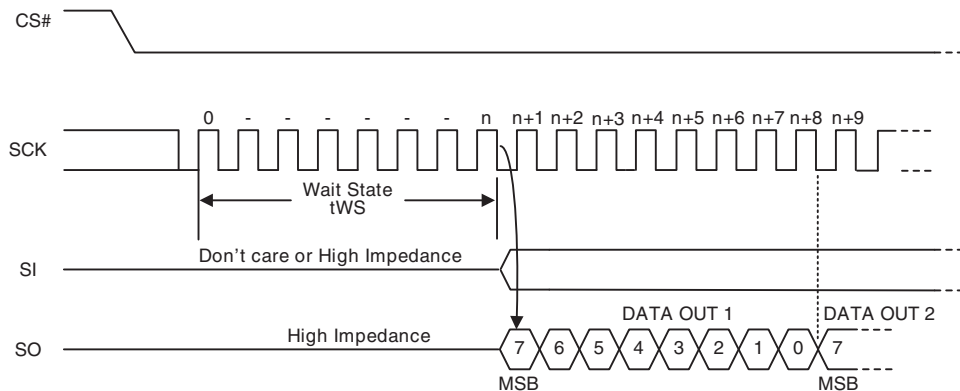 CS#
0 - - - - - - n n+1 n+2 n+3 n+4 n+5 n+6 n+7 n+8 n+9
SCK
Wait State
tWS
Don't care or High Impedance
SI
DATA OUT 1 DATA OUT 2
High Impedance
SO 7 6 5 4 3 2 1 0 7
MSB MSB